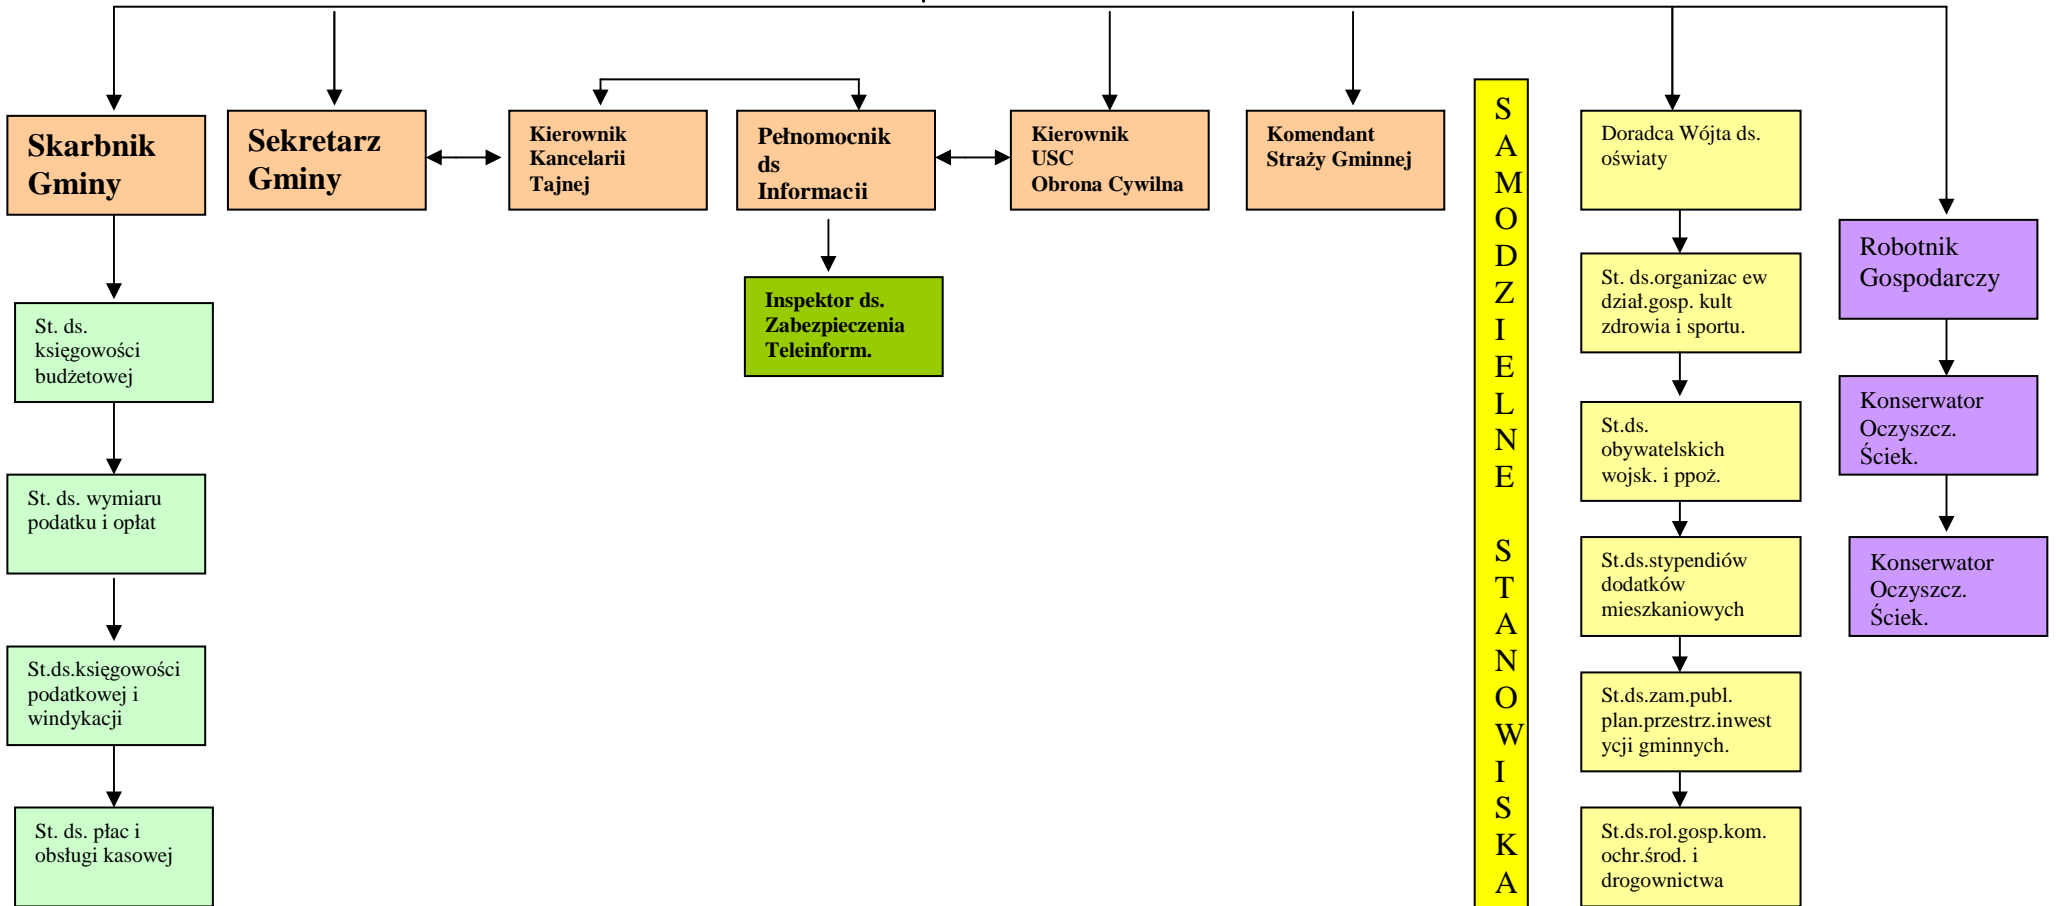 Skarbnik
Gminy
Sekretarz
Gminy
Kierownik
Kancelarii
Tajnej
Pełnomocnik
ds
Informacji
Kierownik
USC
Obrona Cywilna
Komendant
Straży Gminnej
Inspektor ds.
Zabezpieczenia
Teleinform.
St. ds.
księgowości
budżetowej
St. ds. wymiaru
podatku i opłat
St.ds.księgowości
podatkowej i
windykacji
St. ds. płac i
obsługi kasowej
S
A
M
O
D
Z
I
E
L
N
E
S
T
A
N
O
W
I
S
K
A
Doradca Wójta ds.
oświaty
St. ds.organizac ew
dział.gosp. kult
zdrowia i sportu.
St.ds.
obywatelskich
wojsk. i ppoż.
St.ds.stypendiów
dodatków
mieszkaniowych
St.ds.zam.publ.
plan.przestrz.inwest
ycji gminnych.
St.ds.rol.gosp.kom.
ochr.środ. i
drogownictwa
Robotnik
Gospodarczy
Konserwator
Oczyszcz.
Ściek.
Konserwator
Oczyszcz.
Ściek.